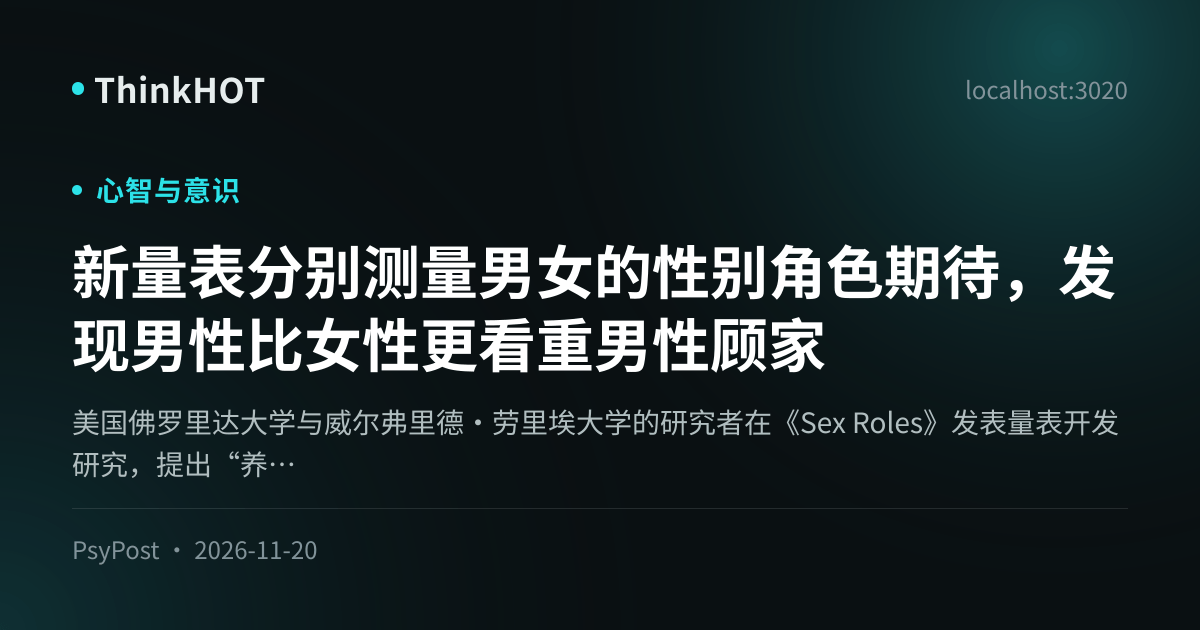 ThinkHOT
localhost:3020
心智与意识
新量表分别测量男女的性别角色期待，发
现男性比女性更看重男性顾家
美国佛罗里达大学与威尔弗里德·劳里埃大学的研究者在《Sex Roles》发表量表开发
研究，提出“养…
PsyPost · 2026-11-20